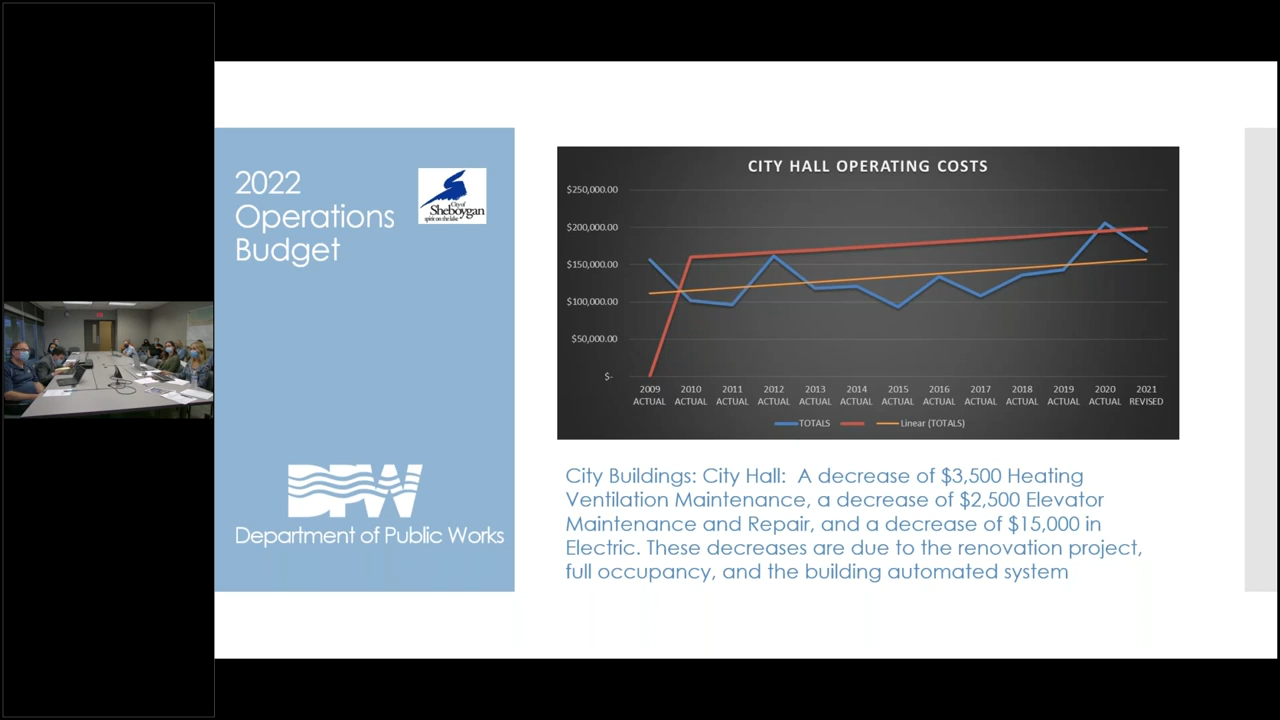 2022
Operations
Budget
City of
Sheboygan
spirit on the lake
DPW
Department of Public Works
CITY HALL OPERATING COSTS
$250,000.00
$200,000.00
$150,000.00
$100,000.00
$50,000.00
$-
2009 2010 2011 2012 2013 2014 2015 2016 2017 2018 2019 2020 2021
ACTUAL ACTUAL ACTUAL ACTUAL ACTUAL ACTUAL ACTUAL ACTUAL ACTUAL ACTUAL ACTUAL ACTUAL REVISED
TOTALS Linear (TOTALS)
City Buildings: City Hall: A decrease of $3,500 Heating
Ventilation Maintenance, a decrease of $2,500 Elevator
Maintenance and Repair, and a decrease of $15,000 in
Electric. These decreases are due to the renovation project,
full occupancy, and the building automated system